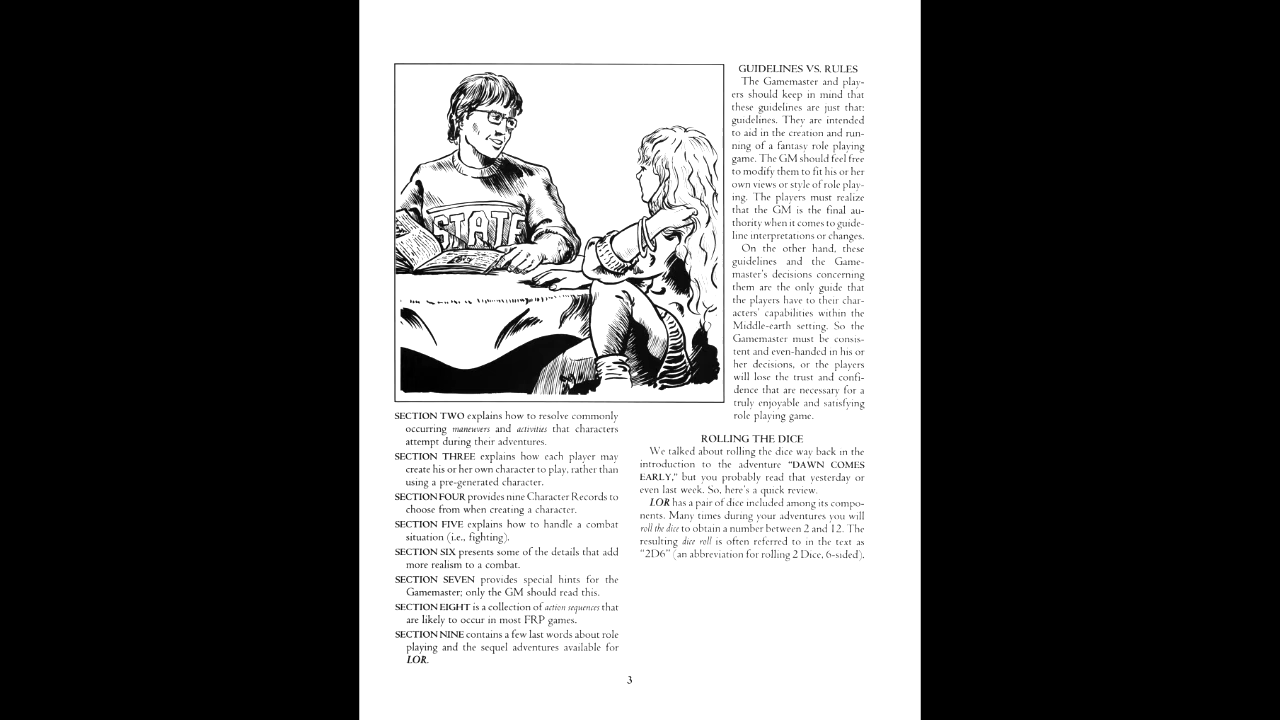 STATE
SECTION TWO explains how to resolve commonly
occurring maneuvers and activities that characters
attempt during their adventures.
SECTION THREE explains how each player may
create his or her own character to play, rather than
using a pre-generated character.
SECTION FOUR provides nine Character Records to
choose from when creating a character.
SECTION FIVE explains how to handle a combat
situation (i.e., fighting).
SECTION SIX presents some of the details that add
more realism to a combat.
SECTION SEVEN provides special hints for the
Gamemaster; only the GM should read this.
SECTION EIGHT is a collection of action sequences that
are likely to occur in most FRP games.
SECTION NINE contains a few last words about role
playing and the sequel adventures available for
LOR.
GUIDELINES VS. RULES
The Gamemaster and play-
ers should keep in mind that
these guidelines are just that:
guidelines. They are intended
to aid in the creation and run-
ning of a fantasy role playing
game. The GM should feel free
to modify them to fit his or her
own views or style of role play-
ing. The players must realize
that the GM is the final au-
thority when it comes to guide-
line interpretations or changes.
On the other hand, these
guidelines and the Game-
master's decisions concerning
them are the only guide that
the players have to their char-
acters' capabilities within the
Middle-earth setting. So the
Gamemaster must be consis-
tent and even-handed in his or
her decisions, or the players
will lose the trust and confi-
dence that are necessary for a
truly enjoyable and satisfying
role playing game.
ROLLING THE DICE
We talked about rolling the dice way back in the
introduction to the adventure "DAWN COMES
EARLY," but you probably read that yesterday or
even last week. So, here's a quick review.
LOR has a pair of dice included among its compo-
nents. Many times during your adventures you will
roll the dice to obtain a number between 2 and 12. The
resulting dice roll is often referred to in the text as
"2D6" (an abbreviation for rolling 2 Dice, 6-sided).
3